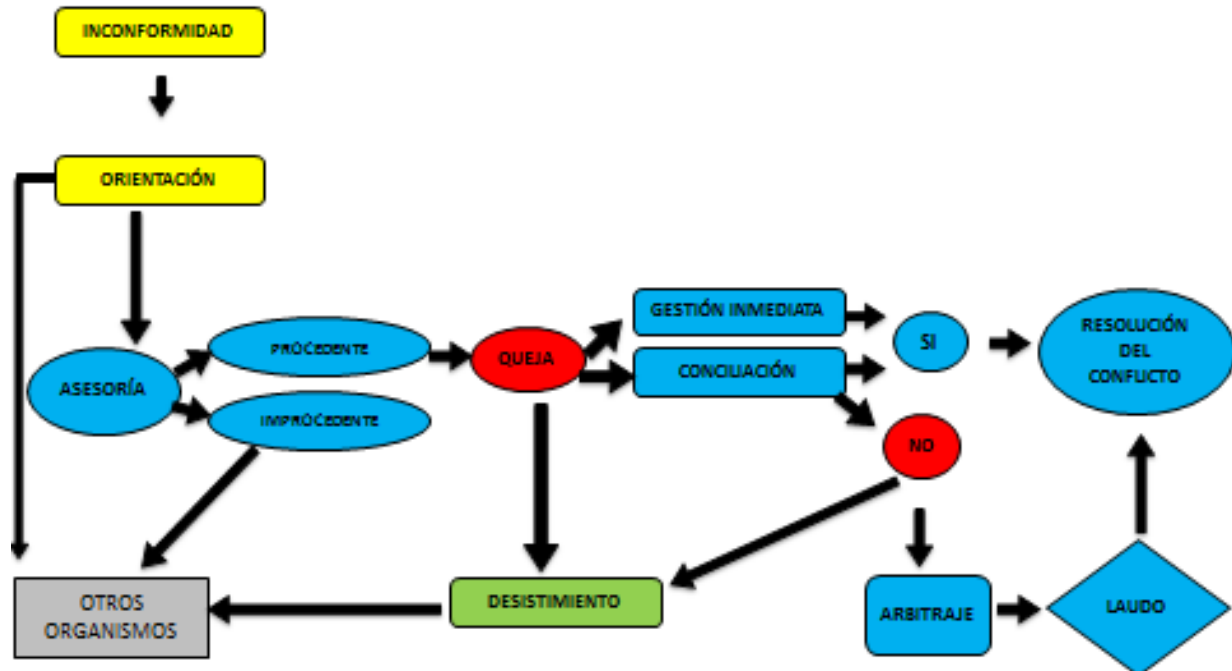 INCONFORMIDAD
ORIENTACIÓN
GESTIÓN INMEDIATA
RESOLUCIÓN
DEL
CONFLICTO
PROCEDENTE
QUEJA
SI
ASESORÍA
CONCILIACIÓN
IMPROCEDENTE
NO
OTROS
ORGANISMOS
DESISTIMIENTO
ARBITRAJE
LAUDO